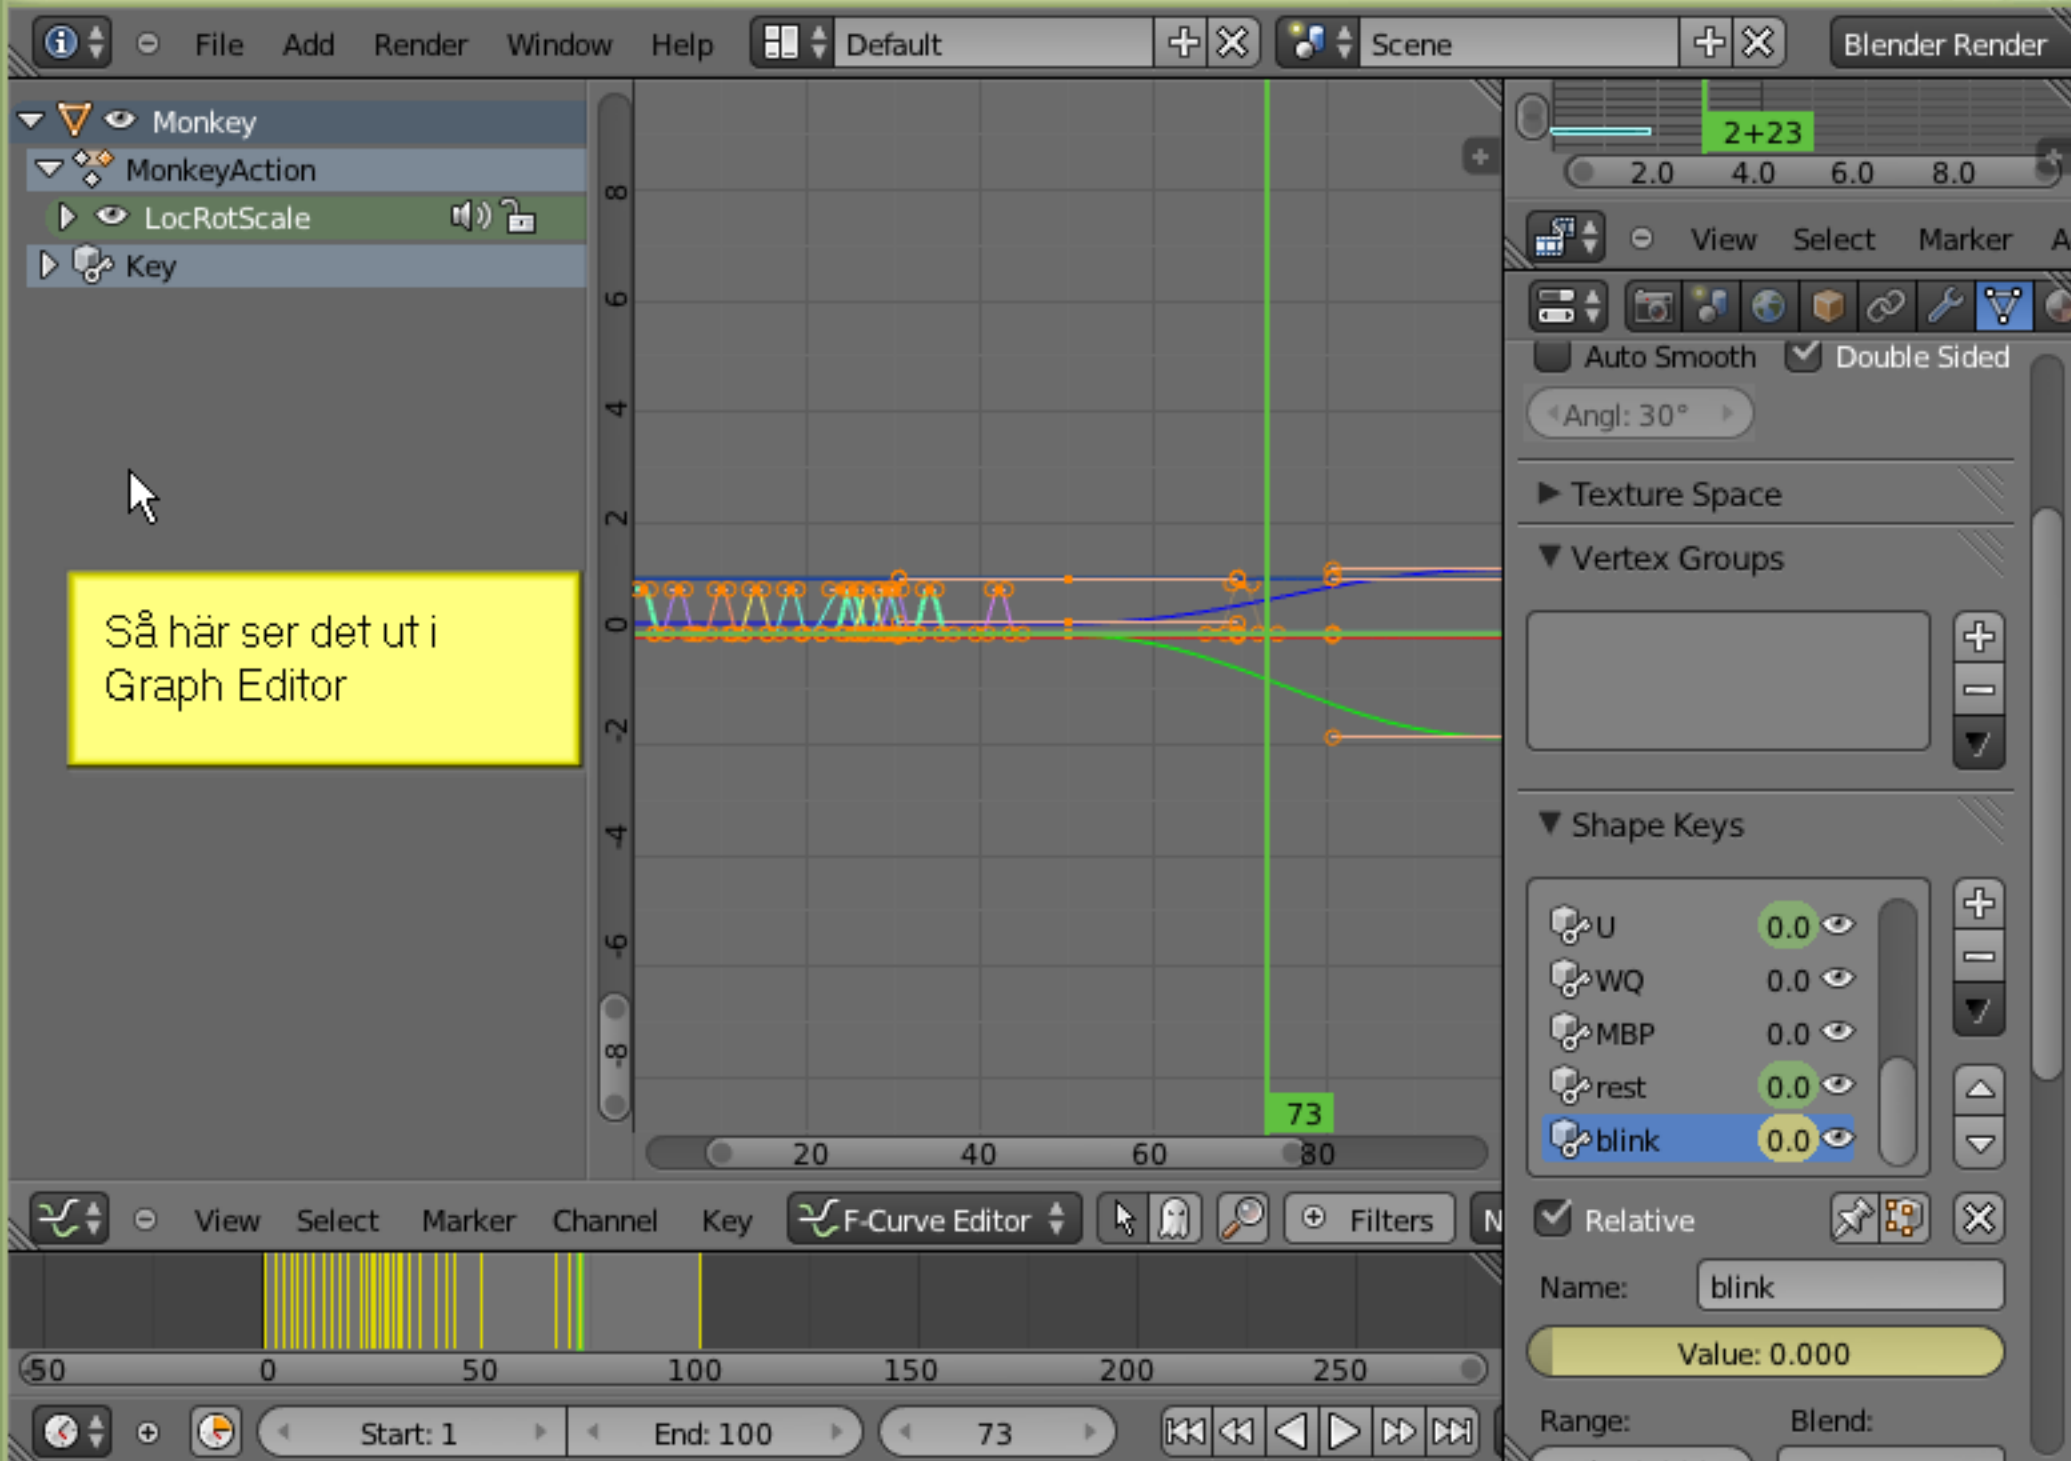 File Add Render Window Help Default Scene Blender Render
Monkey
MonkeyAction
LocRotScale
Key
Så här ser det ut i
Graph Editor
8
6
4
2
0
-2
-4
-6
-8
73
20 40 60 80
View Select Marker Channel Key F-Curve Editor Filters N
2+23
2.0 4.0 6.0 8.0
View Select Marker A
Auto Smooth Double Sided
Angl: 30°
Texture Space
Vertex Groups
Shape Keys
U 0.0
WQ 0.0
MBP 0.0
rest 0.0
blink 0.0
Relative
Name: blink
Value: 0.000
Range: Blend:
-50 0 50 100 150 200 250
Start: 1 End: 100 73